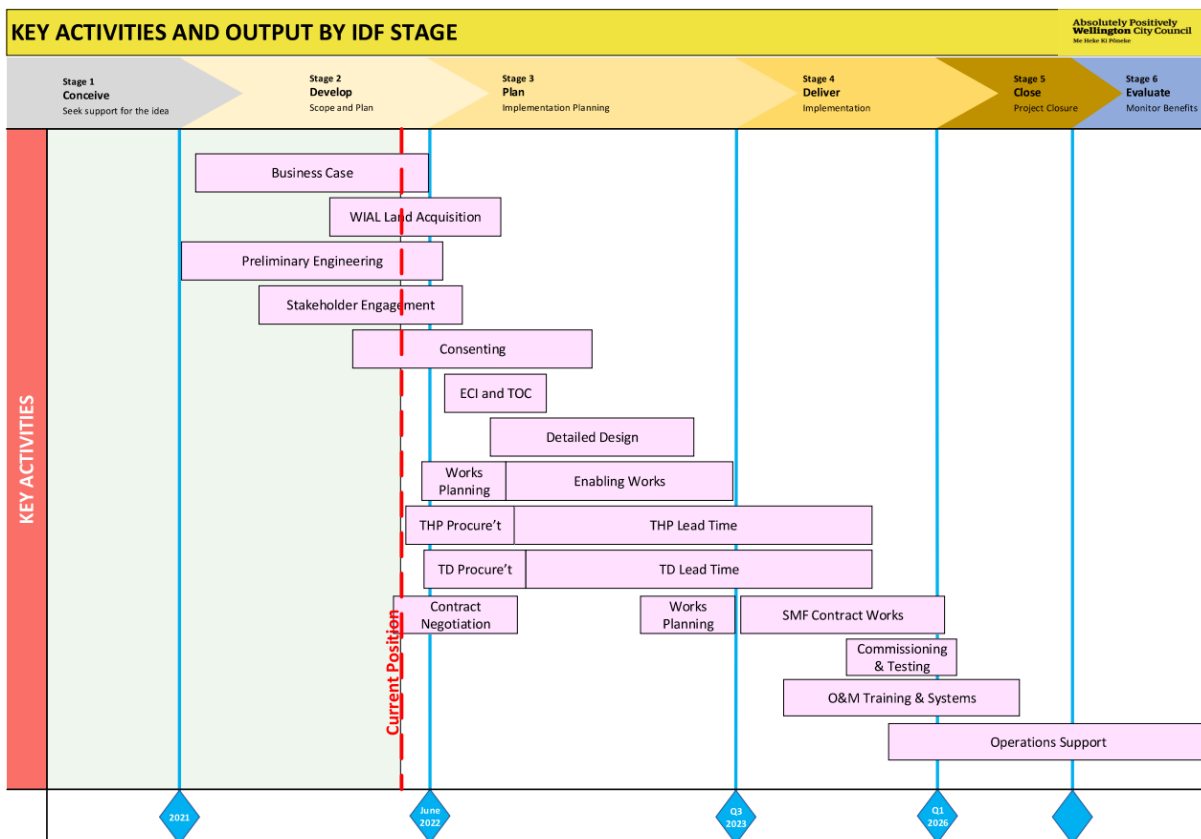 KEY ACTIVITIES AND OUTPUT BY IDF STAGE
Absolutely Positively
Wellington City Council
Me Heke Ki Pōneke
Stage 1
Conceive
Seek support for the idea
Stage 2
Develop
Scope and Plan
Stage 3
Plan
Implementation Planning
Stage 4
Deliver
Implementation
Stage 5
Close
Project Closure
Stage 6
Evaluate
Monitor Benefits
KEY ACTIVITIES
Business Case
WIAL Land Acquisition
Preliminary Engineering
Stakeholder Engagement
Consenting
ECI and TOC
Detailed Design
Works
Planning
Enabling Works
THP Procure't
THP Lead Time
TD Procure't
TD Lead Time
Contract
Negotiation
Works
Planning
SMF Contract Works
Commissioning
& Testing
O&M Training & Systems
Operations Support
Current Position
2021
June
2022
Q3
2023
Q1
2026